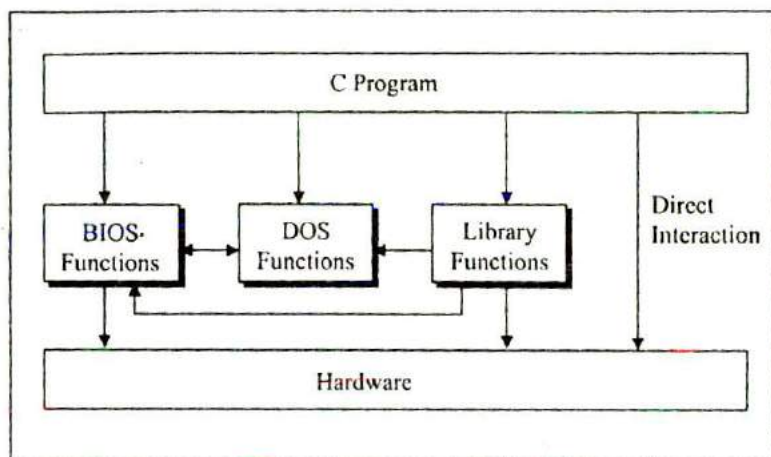 C Program
BIOS·
Functions
DOS
Functions
Library
Functions
Direct
Interaction
Hardware